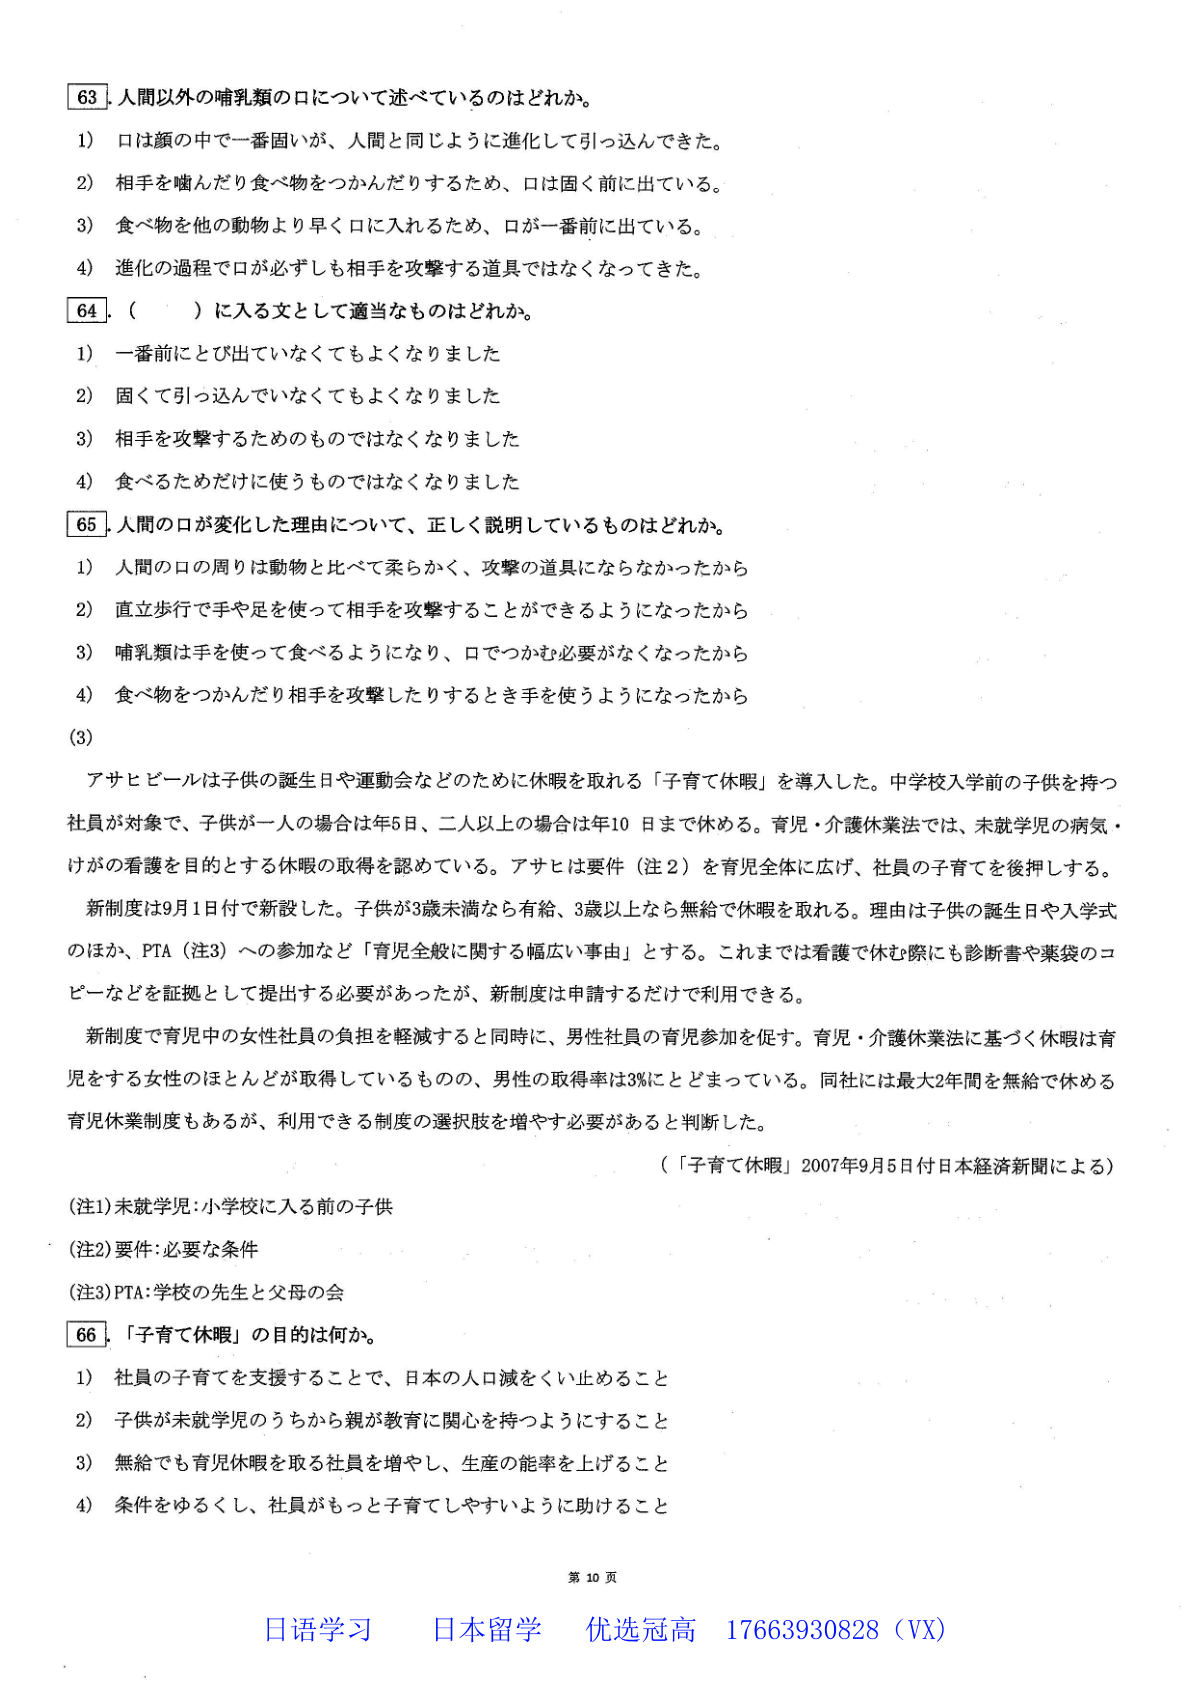 63. 人間以外の哺乳類の口について述べているのはどれか。
1) 口は顔の中で一番固いが、人間と同じように進化して引っ込んできた。
2) 相手を噛んだり食べ物をつかんだりするため、口は固く前に出ている。
3) 食べ物を他の動物より早く口に入れるため、口が一番前に出ている。
4) 進化の過程で口が必ずしも相手を攻撃する道具ではなくなってきた。
64. (　　　)に入る文として適当なものはどれか。
1) 一番前にとび出ていなくてもよくなりました
2) 固くて引っ込んでいなくてもよくなりました
3) 相手を攻撃するためのものではなくなりました
4) 食べるためだけに使うものではなくなりました
65. 人間の口が変化した理由について、正しく説明しているものはどれか。
1) 人間の口の周りは動物と比べて柔らかく、攻撃の道具にならなかったから
2) 直立歩行で手や足を使って相手を攻撃することができるようになったから
3) 哺乳類は手を使って食べるようになり、口でつかむ必要がなくなったから
4) 食べ物をつかんだり相手を攻撃したりするとき手を使うようになったから
(3)
アサヒビールは子供の誕生日や運動会などのために休暇を取れる「子育て休暇」を導入した。中学校入学前の子供を持つ
社員が対象で、子供が一人の場合は年5日、二人以上の場合は年10 日まで休める。育児・介護休業法では、未就学児の病気・
けがの看護を目的とする休暇の取得を認めている。アサヒは要件（注２）を育児全体に広げ、社員の子育てを後押しする。
新制度は9月1日付で新設した。子供が3歳未満なら有給、3歳以上なら無給で休暇を取れる。理由は子供の誕生日や入学式
のほか、PTA（注3）への参加など「育児全般に関する幅広い事由」とする。これまでは看護で休む際にも診断書や薬袋のコ
ピーなどを証拠として提出する必要があったが、新制度は申請するだけで利用できる。
新制度で育児中の女性社員の負担を軽減すると同時に、男性社員の育児参加を促す。育児・介護休業法に基づく休暇は育
児をする女性のほとんどが取得しているものの、男性の取得率は3%にとどまっている。同社には最大2年間を無給で休める
育児休業制度もあるが、利用できる制度の選択肢を増やす必要があると判断した。
（「子育て休暇」2007年9月5日付日本経済新聞による）
(注1)未就学児:小学校に入る前の子供
(注2)要件:必要な条件
(注3)PTA:学校の先生と父母の会
66. 「子育て休暇」の目的は何か。
1) 社員の子育てを支援することで、日本の人口減をくい止めること
2) 子供が未就学児のうちから親が教育に関心を持つようにすること
3) 無給でも育児休暇を取る社員を増やし、生産の能率を上げること
4) 条件をゆるくし、社員がもっと子育てしやすいように助けること
第 10 页
日语学习　日本留学　优选冠高　17663930828（VX）